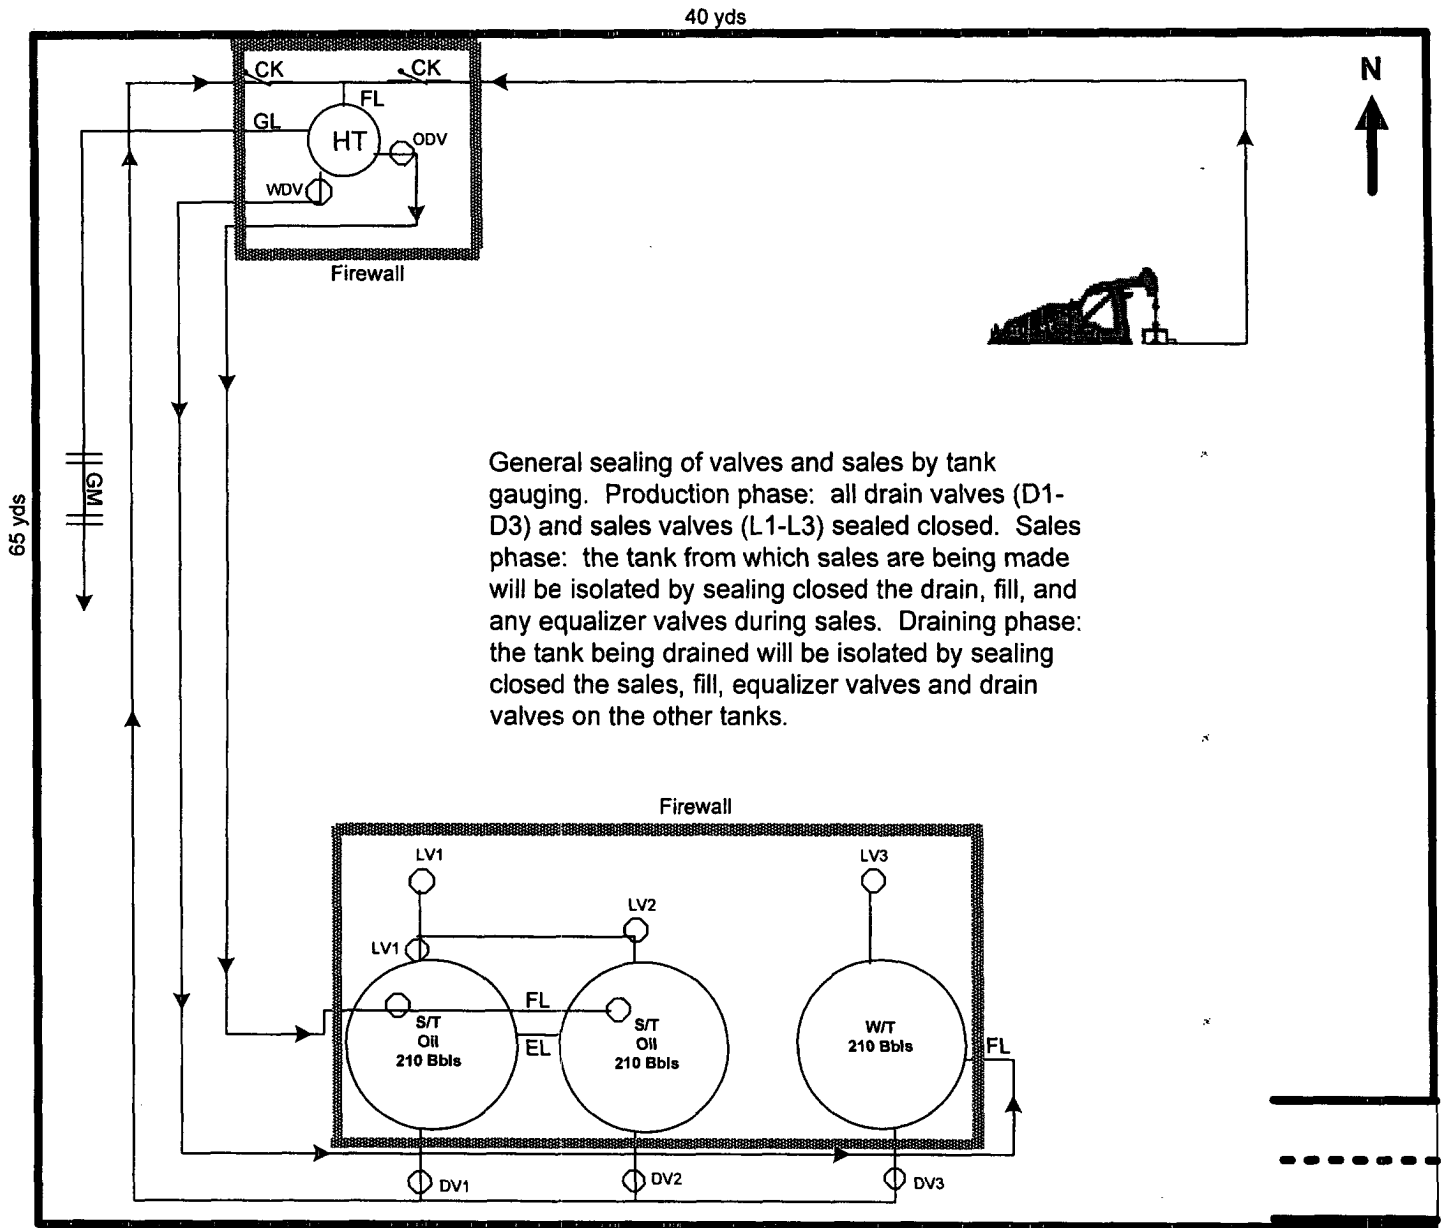 40 yds
N
CK
CK
FL
GL
HT
ODV
WDV
Firewall
GM
65 yds
General sealing of valves and sales by tank
gauging. Production phase: all drain valves (D1-
D3) and sales valves (L1-L3) sealed closed. Sales
phase: the tank from which sales are being made
will be isolated by sealing closed the drain, fill, and
any equalizer valves during sales. Draining phase:
the tank being drained will be isolated by sealing
closed the sales, fill, equalizer valves and drain
valves on the other tanks.
Firewall
LV1
LV3
LV2
LV1
FL
S/T
Oil
210 Bbls
EL
S/T
Oil
210 Bbls
W/T
210 Bbls
FL
DV1
DV2
DV3